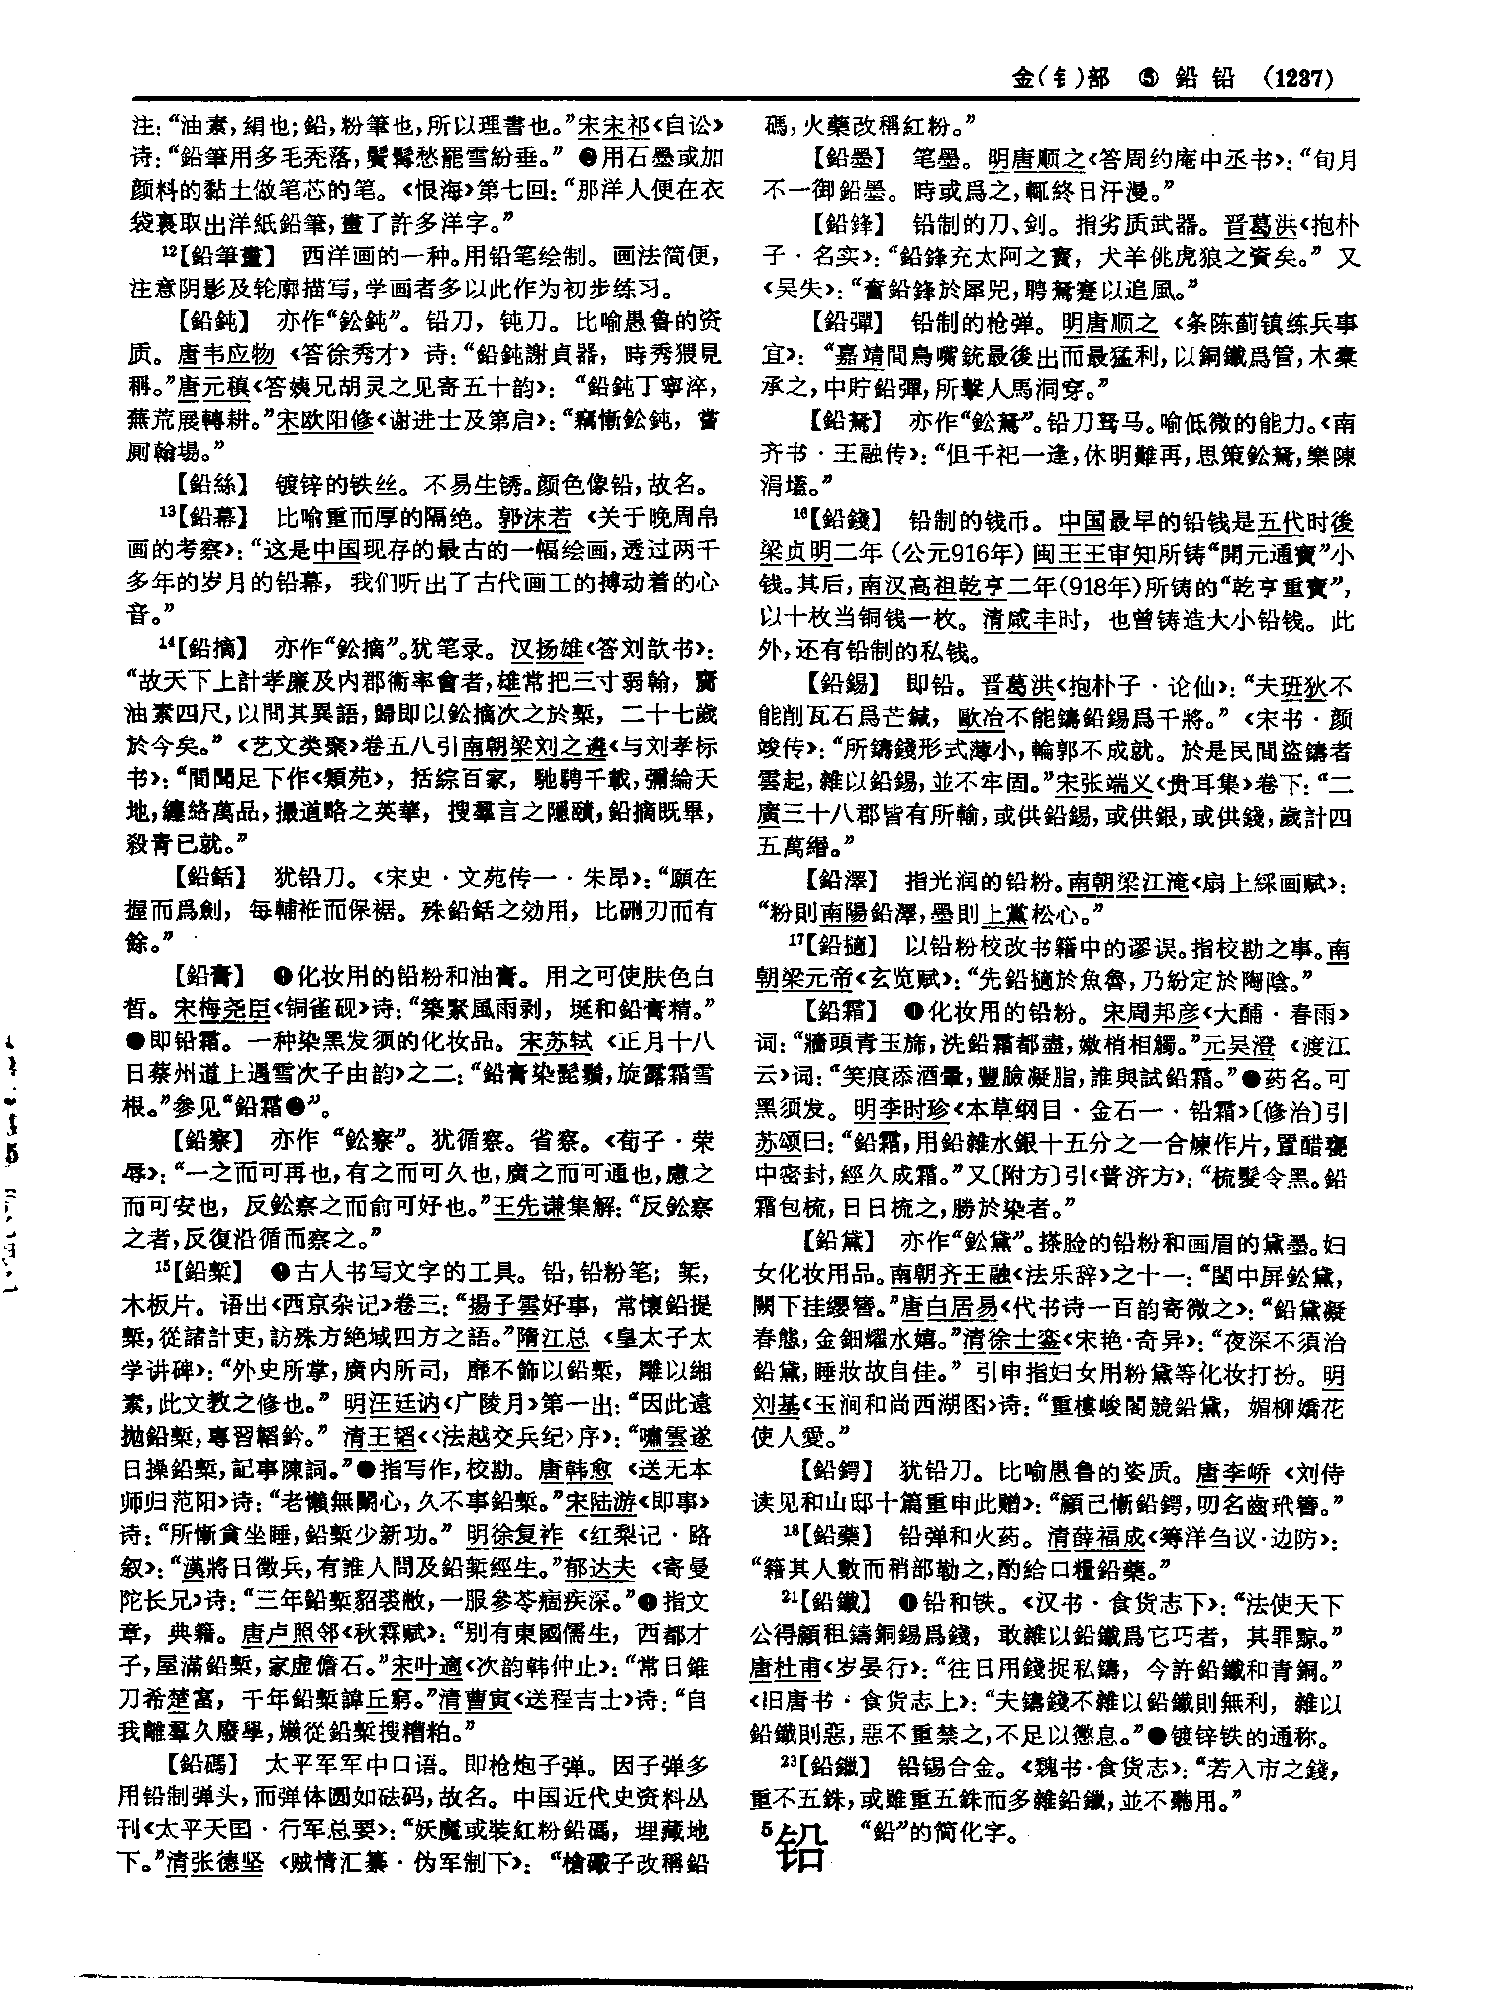 金(钅)部 ⑤ 鉛 铅 (1287)
注：“油素，絹也；鉛，粉筆也，所以理書也。”宋宋祁《自讼》
诗：“鉛筆用多毛秃落，鬢髯愁罷雪紛垂。” ❷用石墨或加
颜料的黏土做笔芯的笔。《恨海》第七回：“那洋人便在衣
袋裏取出洋紙鉛筆，畫了許多洋字。”
¹²【鉛筆畫】 西洋画的一种。用铅笔绘制。画法简便，
注意阴影及轮廓描写，学画者多以此作为初步练习。
【鉛鈍】 亦作“鈆鈍”。铅刀，钝刀。比喻愚鲁的资
质。唐韦应物《答徐秀才》诗：“鉛鈍謝貞器，時秀猥見
稱。”唐元稹《答姨兄胡灵之见寄五十韵》：“鉛鈍丁寧淬，
蕪荒展轉耕。”宋欧阳修《谢进士及第启》：“竊慚鈆鈍，嘗
厠翰場。”
【鉛絲】 镀锌的铁丝。不易生锈。颜色像铅，故名。
¹³【鉛幕】 比喻重而厚的隔绝。郭沫若《关于晚周帛
画的考察》：“这是中国现存的最古的一幅绘画，透过两千
多年的岁月的铅幕，我们听出了古代画工的搏动着的心
音。”
¹⁴【鉛摘】 亦作“鈆摘”。犹笔录。汉扬雄《答刘歆书》：
“故天下上計孝廉及内郡衞率會者，雄常把三寸弱翰，齎
油素四尺，以問其異語，歸即以鈆摘次之於槧，二十七歲
於今矣。”《艺文类聚》卷五八引南朝梁刘之遴《与刘孝标
书》：“間聞足下作《類苑》，括綜百家，馳騁千載，彌綸天
地，纏絡萬品，撮道略之英華，搜羣言之隱賾，鉛摘既畢，
殺青已就。”
【鉛銛】 犹铅刀。《宋史·文苑传一·朱昂》：“願在
握而爲劍，每輔袵而保裾。殊鉛銛之効用，比硎刃而有
餘。”
【鉛膏】 ❶化妆用的铅粉和油膏。用之可使肤色白
皙。宋梅尧臣《铜雀砚》诗：“築緊風雨剥，埏和鉛膏精。”
❷即铅霜。一种染黑发须的化妆品。宋苏轼《正月十八
日蔡州道上遇雪次子由韵》之二：“鉛膏染髭鬚，旋露霜雪
根。”参见“鉛霜❷”。
【鉛察】 亦作“鈆察”。犹循察。省察。《荀子·荣
辱》：“一之而可再也，有之而可久也，廣之而可通也，慮之
而可安也，反鈆察之而俞可好也。”王先谦集解：“反鈆察
之者，反復沿循而察之。”
¹⁵【鉛槧】 ❶古人书写文字的工具。铅，铅粉笔；椠，
木板片。语出《西京杂记》卷三：“揚子雲好事，常懷鉛提
槧，從諸計吏，訪殊方絶域四方之語。”隋江总《皇太子太
学讲碑》：“外史所掌，廣内所司，靡不飾以鉛槧，雕以緗
素，此文教之修也。”明汪廷讷《广陵月》第一出：“因此遠
抛鉛槧，專習韜鈐。”清王韬《〈法越交兵纪〉序》：“嘯雲遂
日操鉛槧，記事陳詞。”❷指写作，校勘。唐韩愈《送无本
师归范阳》诗：“老懶無鬭心，久不事鉛槧。”宋陆游《即事》
诗：“所慚貪坐睡，鉛槧少新功。”明徐复祚《红梨记·路
叙》：“漢將日徵兵，有誰人問及鉛槧經生。”郁达夫《寄曼
陀长兄》诗：“三年鉛槧貂裘敝，一服參苓痼疾深。”❸指文
章，典籍。唐卢照邻《秋霖赋》：“别有東國儒生，西都才
子，屋滿鉛槧，家虚儋石。”宋叶適《次韵韩仲止》：“常日錐
刀希楚富，千年鉛槧諱丘窮。”清曹寅《送程吉士》诗：“自
我離羣久廢學，嬾從鉛槧搜糟粕。”
【鉛碼】 太平军军中口语。即枪炮子弹。因子弹多
用铅制弹头，而弹体圆如砝码，故名。中国近代史资料丛
刊《太平天国·行军总要》：“妖魔或裝紅粉鉛碼，埋藏地
下。”清张德坚《贼情汇纂·伪军制下》：“槍礮子改稱鉛
碼，火藥改稱紅粉。”
【鉛墨】 笔墨。明唐顺之《答周约庵中丞书》：“旬月
不一御鉛墨。時或爲之，輒終日汗漫。”
【鉛鋒】 铅制的刀、剑。指劣质武器。晋葛洪《抱朴
子·名实》：“鉛鋒充太阿之寶，犬羊佻虎狼之資矣。”又
《吴失》：“奮鉛鋒於犀兕，騁駑蹇以追風。”
【鉛彈】 铅制的枪弹。明唐顺之《条陈蓟镇练兵事
宜》：“嘉靖間鳥嘴銃最後出而最猛利，以銅鐵爲管，木橐
承之，中貯鉛彈，所擊人馬洞穿。”
【鉛駑】 亦作“鈆駑”。铅刀驽马。喻低微的能力。《南
齐书·王融传》：“但千祀一逢，休明難再，思策鈆駑，樂陳
涓壒。”
¹⁶【鉛錢】 铅制的钱币。中国最早的铅钱是五代时後
梁贞明二年（公元916年）闽王王审知所铸“開元通寶”小
钱。其后，南汉高祖乾亨二年（918年）所铸的“乾亨重寶”，
以十枚当铜钱一枚。清咸丰时，也曾铸造大小铅钱。此
外，还有铅制的私钱。
【鉛錫】 即铅。晋葛洪《抱朴子·论仙》：“夫班狄不
能削瓦石爲芒鍼，歐冶不能鑄鉛錫爲干將。”《宋书·颜
竣传》：“所鑄錢形式薄小，輪郭不成就。於是民間盜鑄者
雲起，雜以鉛錫，並不牢固。”宋张端义《贵耳集》卷下：“二
廣三十八郡皆有所輸，或供鉛錫，或供銀，或供錢，歲計四
五萬緡。”
【鉛澤】 指光润的铅粉。南朝梁江淹《扇上綵画赋》：
“粉則南陽鉛澤，墨則上黨松心。”
¹⁷【鉛擿】 以铅粉校改书籍中的谬误。指校勘之事。南
朝梁元帝《玄览赋》：“先鉛擿於魚魯，乃紛定於陶陰。”
【鉛霜】 ❶化妆用的铅粉。宋周邦彦《大酺·春雨》
词：“牆頭青玉旆，洗鉛霜都盡，嫩梢相觸。”元吴澄《渡江
云》词：“笑痕添酒暈，豐臉凝脂，誰與試鉛霜。”❷药名。可
黑须发。明李时珍《本草纲目·金石一·铅霜》〔修治〕引
苏颂曰：“鉛霜，用鉛雜水銀十五分之一合煉作片，置醋甕
中密封，經久成霜。”又〔附方〕引《普济方》：“梳髮令黑。鉛
霜包梳，日日梳之，勝於染者。”
【鉛黛】 亦作“鈆黛”。搽脸的铅粉和画眉的黛墨。妇
女化妆用品。南朝齐王融《法乐辞》之十一：“閨中屏鈆黛，
闕下挂纓簪。”唐白居易《代书诗一百韵寄微之》：“鉛黛凝
春態，金鈿耀水嬉。”清徐士銮《宋艳·奇异》：“夜深不須治
鉛黛，睡妝故自佳。”引申指妇女用粉黛等化妆打扮。明
刘基《玉涧和尚西湖图》诗：“重樓峻閣競鉛黛，媚柳嬌花
使人愛。”
【鉛鍔】 犹铅刀。比喻愚鲁的姿质。唐李峤《刘侍
读见和山邸十篇重申此赠》：“顧己慚鉛鍔，叨名齒玳簪。”
¹⁸【鉛藥】 铅弹和火药。清薛福成《筹洋刍议·边防》：
“籍其人數而稍部勒之，酌給口糧鉛藥。”
²¹【鉛鐵】 ❶铅和铁。《汉书·食货志下》：“法使天下
公得顧租鑄銅錫爲錢，敢雜以鉛鐵爲它巧者，其罪黥。”
唐杜甫《岁晏行》：“往日用錢捉私鑄，今許鉛鐵和青銅。”
《旧唐书·食货志上》：“夫鑄錢不雜以鉛鐵則無利，雜以
鉛鐵則惡，惡不重禁之，不足以懲息。”❷镀锌铁的通称。
²³【鉛鑞】 铅锡合金。《魏书·食货志》：“若入市之錢，
重不五銖，或雖重五銖而多雜鉛鑞，並不聽用。”
⁵铅 “鉛”的简化字。